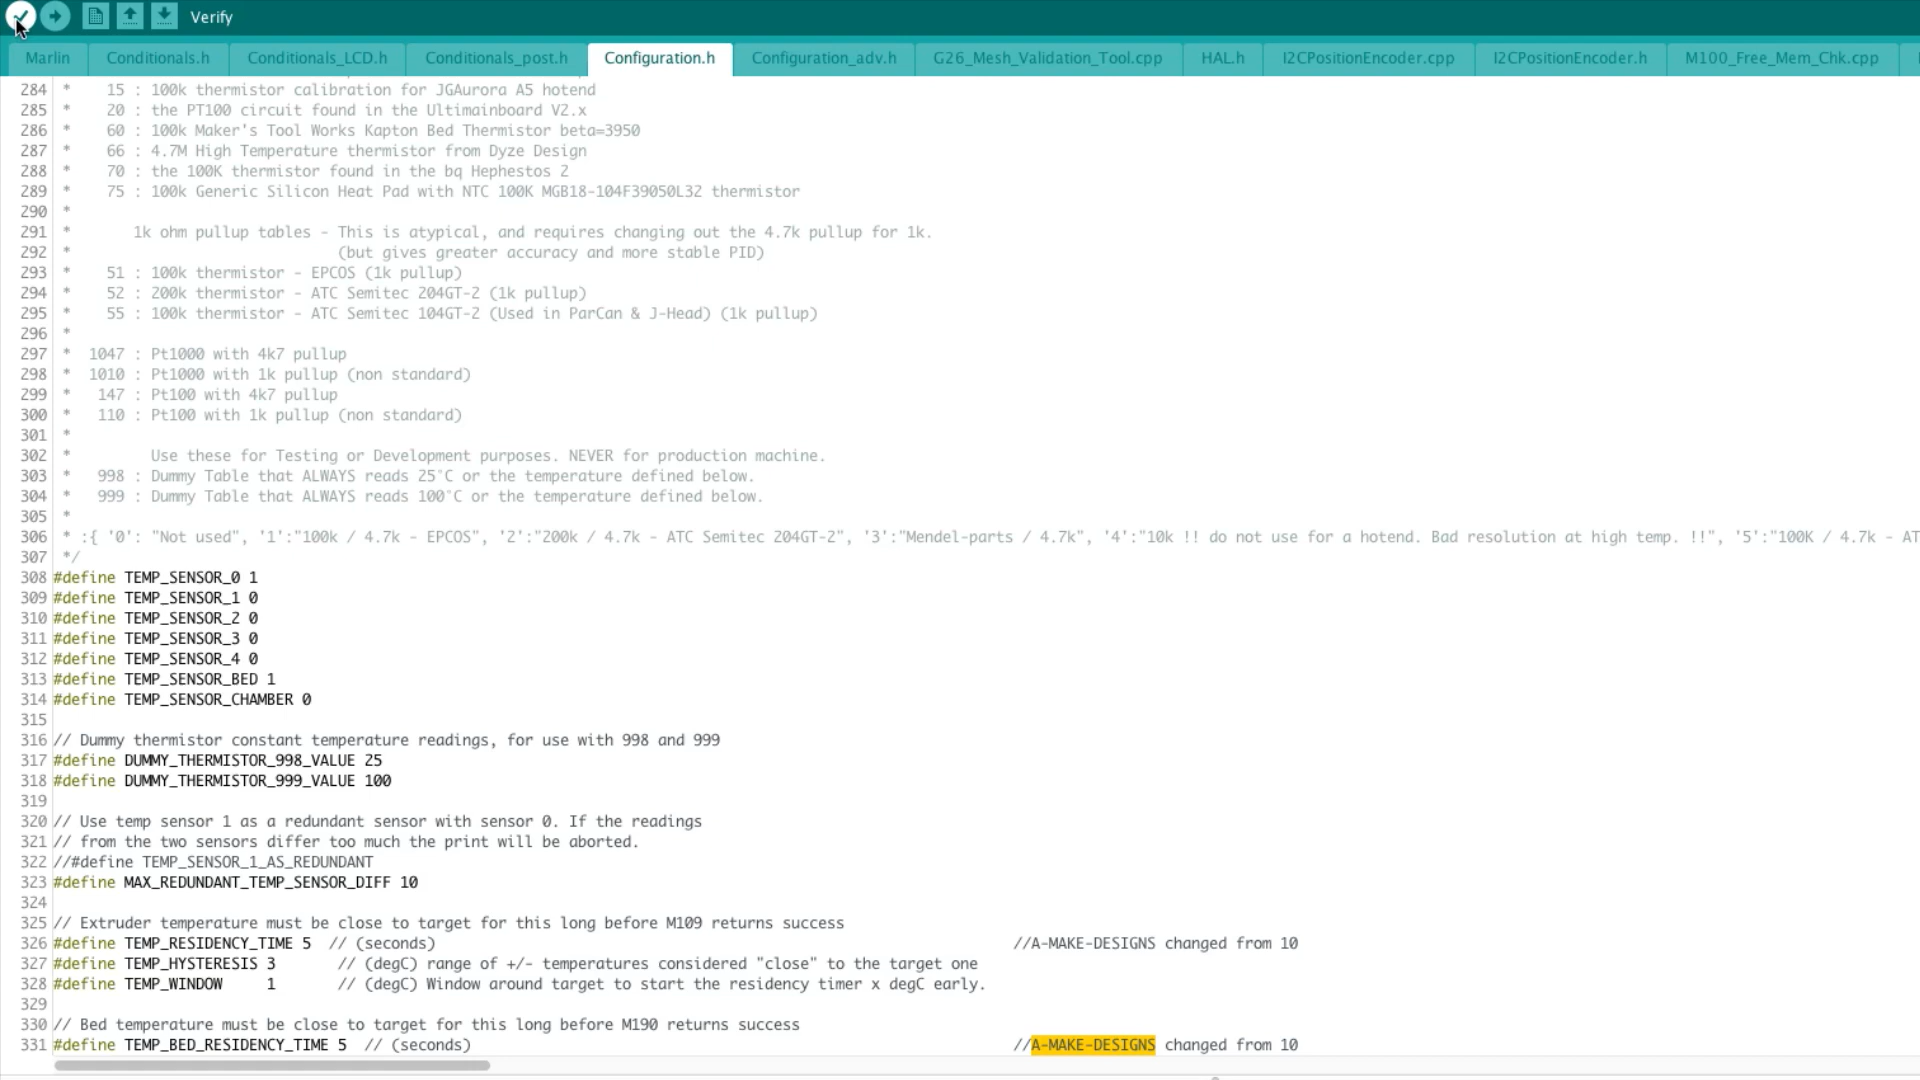 Verify
Marlin Conditionals.h Conditionals_LCD.h Conditionals_post.h Configuration.h Configuration_adv.h G26_Mesh_Validation_Tool.cpp HAL.h I2CPositionEncoder.cpp I2CPositionEncoder.h M100_Free_Mem_Chk.cpp
284 * 15 : 100k thermistor calibration for JGAurora A5 hotend
285 * 20 : the PT100 circuit found in the Ultimainboard V2.x
286 * 60 : 100k Maker's Tool Works Kapton Bed Thermistor beta=3950
287 * 66 : 4.7M High Temperature thermistor from Dyze Design
288 * 70 : the 100K thermistor found in the bq Hephestos 2
289 * 75 : 100k Generic Silicon Heat Pad with NTC 100K MGB18-104F39050L32 thermistor
290 *
291 * 1k ohm pullup tables - This is atypical, and requires changing out the 4.7k pullup for 1k.
292 * (but gives greater accuracy and more stable PID)
293 * 51 : 100k thermistor - EPCOS (1k pullup)
294 * 52 : 200k thermistor - ATC Semitec 204GT-2 (1k pullup)
295 * 55 : 100k thermistor - ATC Semitec 104GT-2 (Used in ParCan & J-Head) (1k pullup)
296 *
297 * 1047 : Pt1000 with 4k7 pullup
298 * 1010 : Pt1000 with 1k pullup (non standard)
299 * 147 : Pt100 with 4k7 pullup
300 * 110 : Pt100 with 1k pullup (non standard)
301 *
302 * Use these for Testing or Development purposes. NEVER for production machine.
303 * 998 : Dummy Table that ALWAYS reads 25°C or the temperature defined below.
304 * 999 : Dummy Table that ALWAYS reads 100°C or the temperature defined below.
305 *
306 * :{ '0': "Not used", '1':"100k / 4.7k - EPCOS", '2':"200k / 4.7k - ATC Semitec 204GT-2", '3':"Mendel-parts / 4.7k", '4':"10k !! do not use for a hotend. Bad resolution at high temp. !!", '5':"100K / 4.7k - AT
307 */
308 #define TEMP_SENSOR_0 1
309 #define TEMP_SENSOR_1 0
310 #define TEMP_SENSOR_2 0
311 #define TEMP_SENSOR_3 0
312 #define TEMP_SENSOR_4 0
313 #define TEMP_SENSOR_BED 1
314 #define TEMP_SENSOR_CHAMBER 0
315
316 // Dummy thermistor constant temperature readings, for use with 998 and 999
317 #define DUMMY_THERMISTOR_998_VALUE 25
318 #define DUMMY_THERMISTOR_999_VALUE 100
319
320 // Use temp sensor 1 as a redundant sensor with sensor 0. If the readings
321 // from the two sensors differ too much the print will be aborted.
322 //#define TEMP_SENSOR_1_AS_REDUNDANT
323 #define MAX_REDUNDANT_TEMP_SENSOR_DIFF 10
324
325 // Extruder temperature must be close to target for this long before M109 returns success
326 #define TEMP_RESIDENCY_TIME 5 // (seconds) //A-MAKE-DESIGNS changed from 10
327 #define TEMP_HYSTERESIS 3 // (degC) range of +/- temperatures considered "close" to the target one
328 #define TEMP_WINDOW 1 // (degC) Window around target to start the residency timer x degC early.
329
330 // Bed temperature must be close to target for this long before M190 returns success
331 #define TEMP_BED_RESIDENCY_TIME 5 // (seconds) //A-MAKE-DESIGNS changed from 10